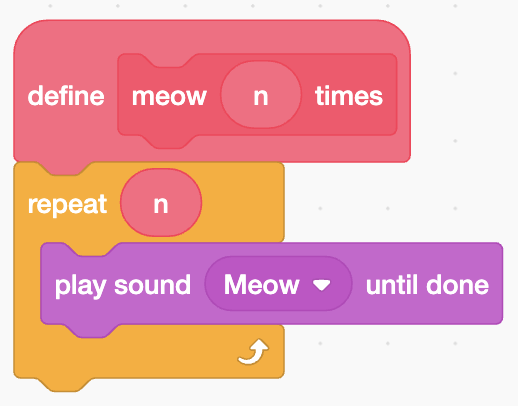 define meow n times
repeat n
play sound Meow until done